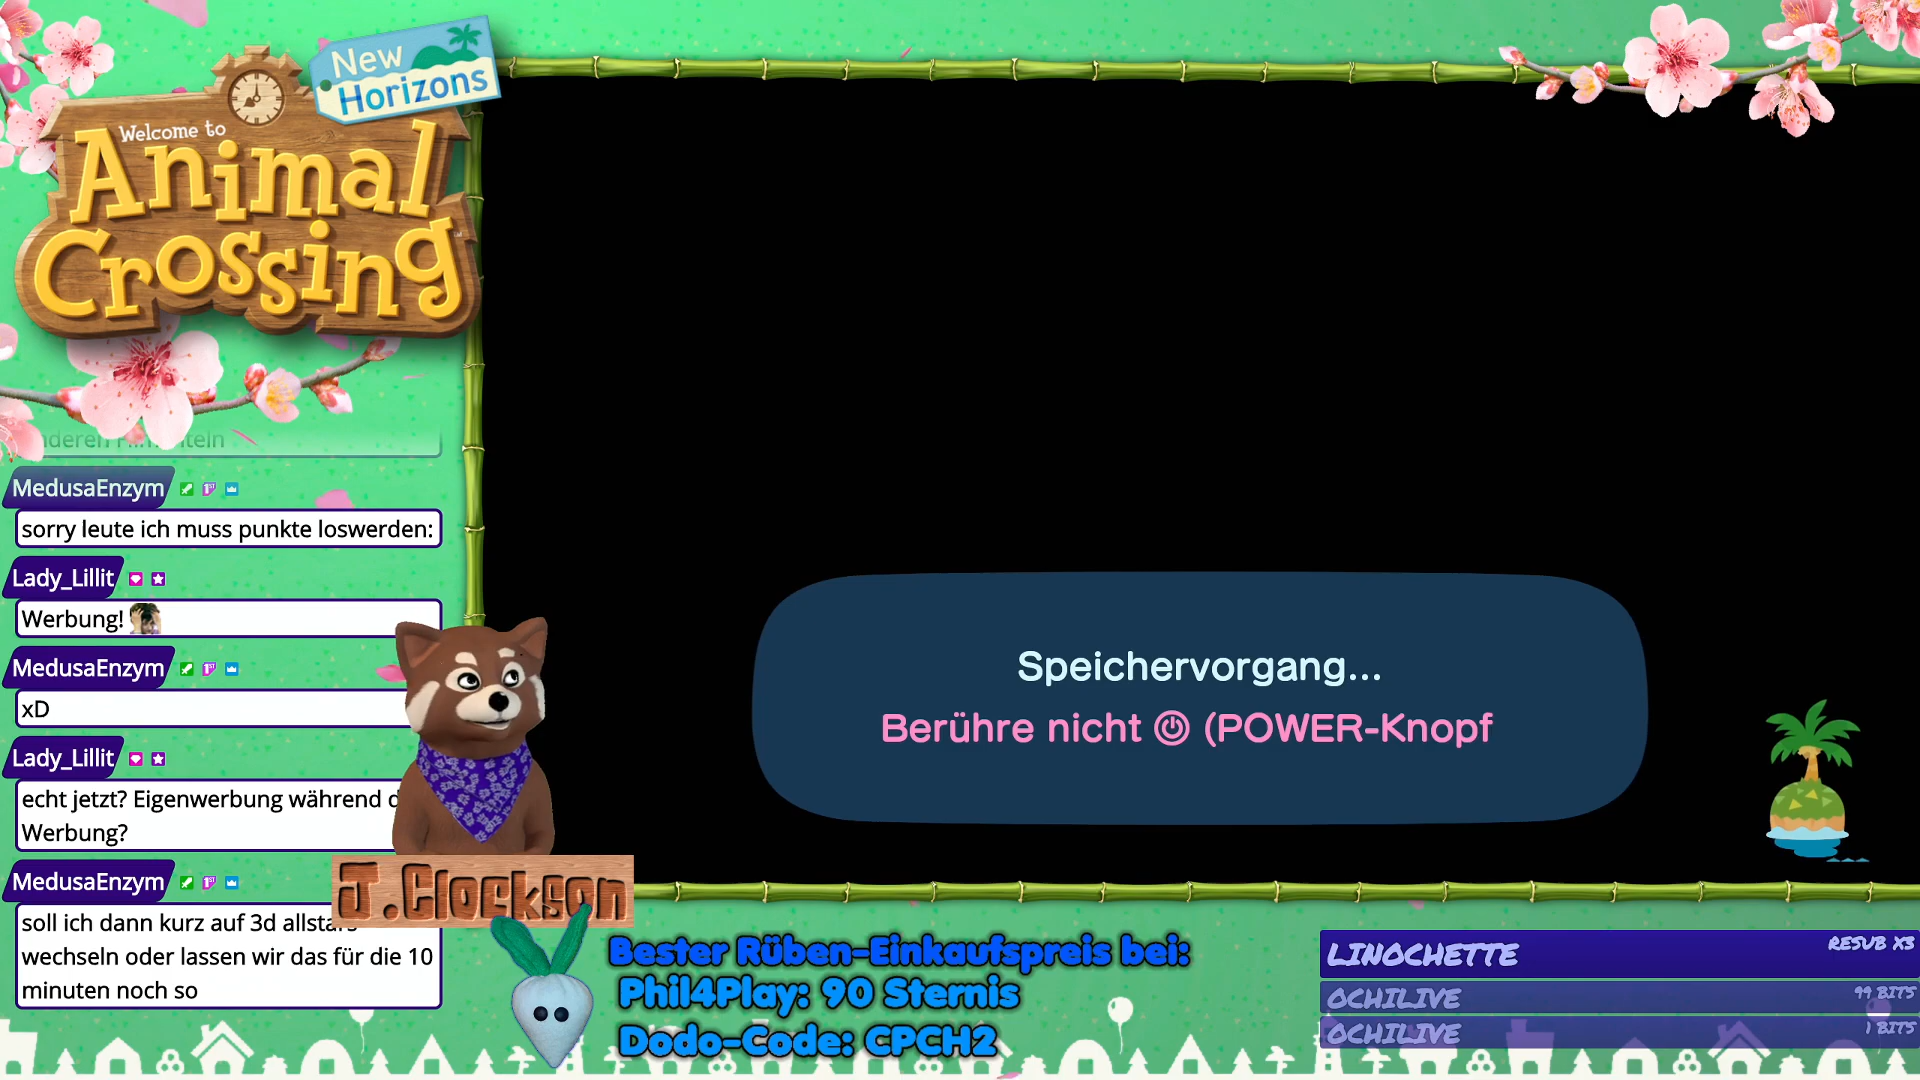 New
Horizons
Welcome to
Animal
Crossing
MedusaEnzym
sorry leute ich muss punkte loswerden:
Lady_Lillit
Werbung!
MedusaEnzym
xD
Lady_Lillit
echt jetzt? Eigenwerbung während
Werbung?
MedusaEnzym
soll ich dann kurz auf 3d allstars
wechseln oder lassen wir das für die 10
minuten noch so
Speichervorgang...
Berühre nicht (POWER-Knopf
J.Clockson
Bester Rüben-Einkaufspreis bei:
Phil4Play: 90 Sternis
Dodo-Code: CPCH2
LINOCHETTE RESUB X3
OCHILIVE 99 BITS
OCHILIVE 1 BITS